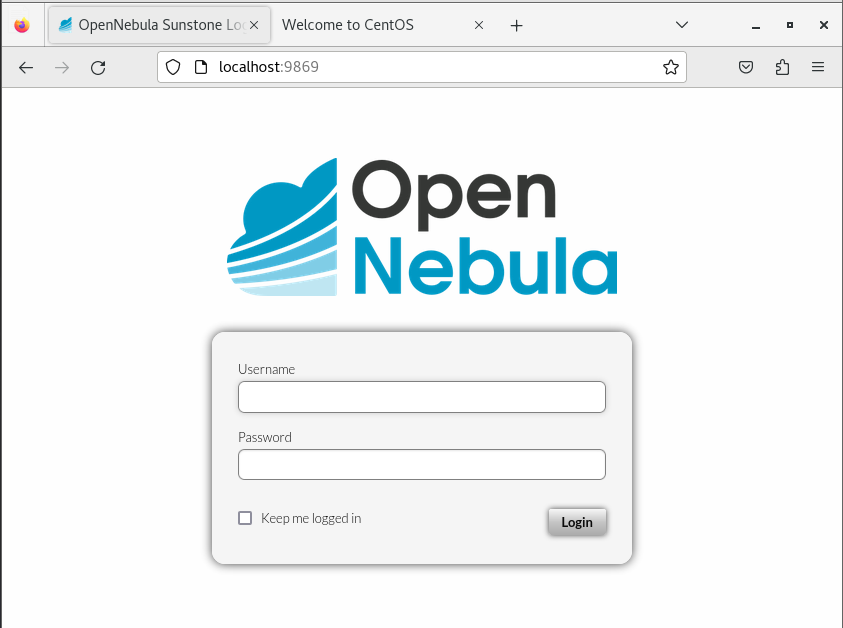 OpenNebula Sunstone Lo
Welcome to CentOS
localhost:9869
Open
Nebula
Username
Password
Keep me logged in
Login